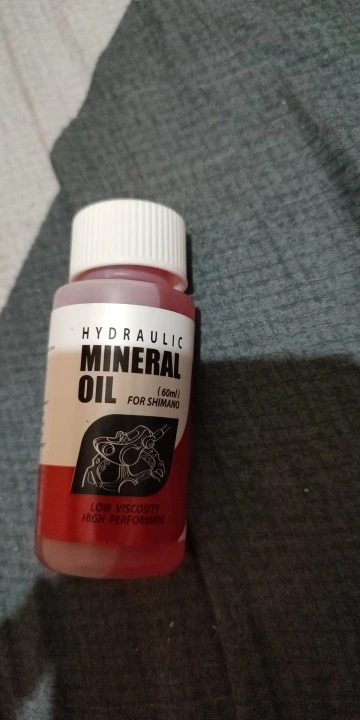 HYDRAULIC
MINERAL
OIL (60ml)
FOR SHIMANO
LOW VISCOSITY
HIGH PERFORMING